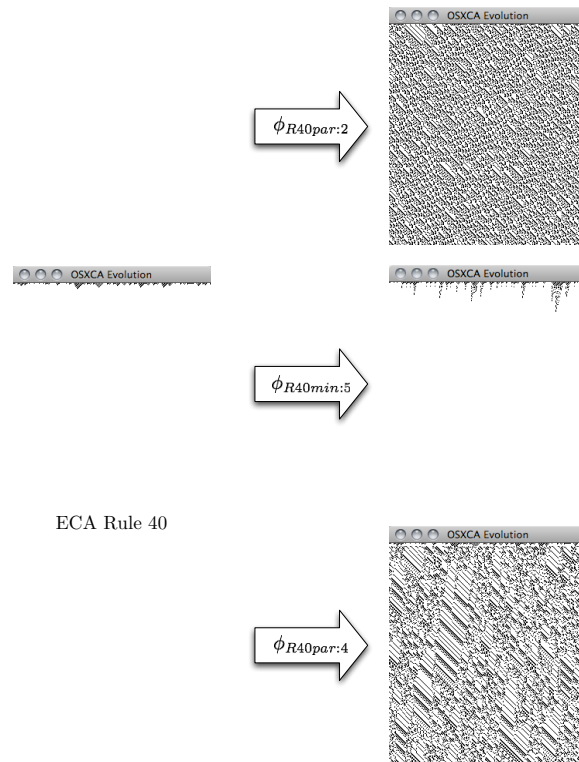 OSXCA Evolution
ϕR40par:2
OSXCA Evolution
OSXCA Evolution
ϕR40min:5
ECA Rule 40
OSXCA Evolution
ϕR40par:4